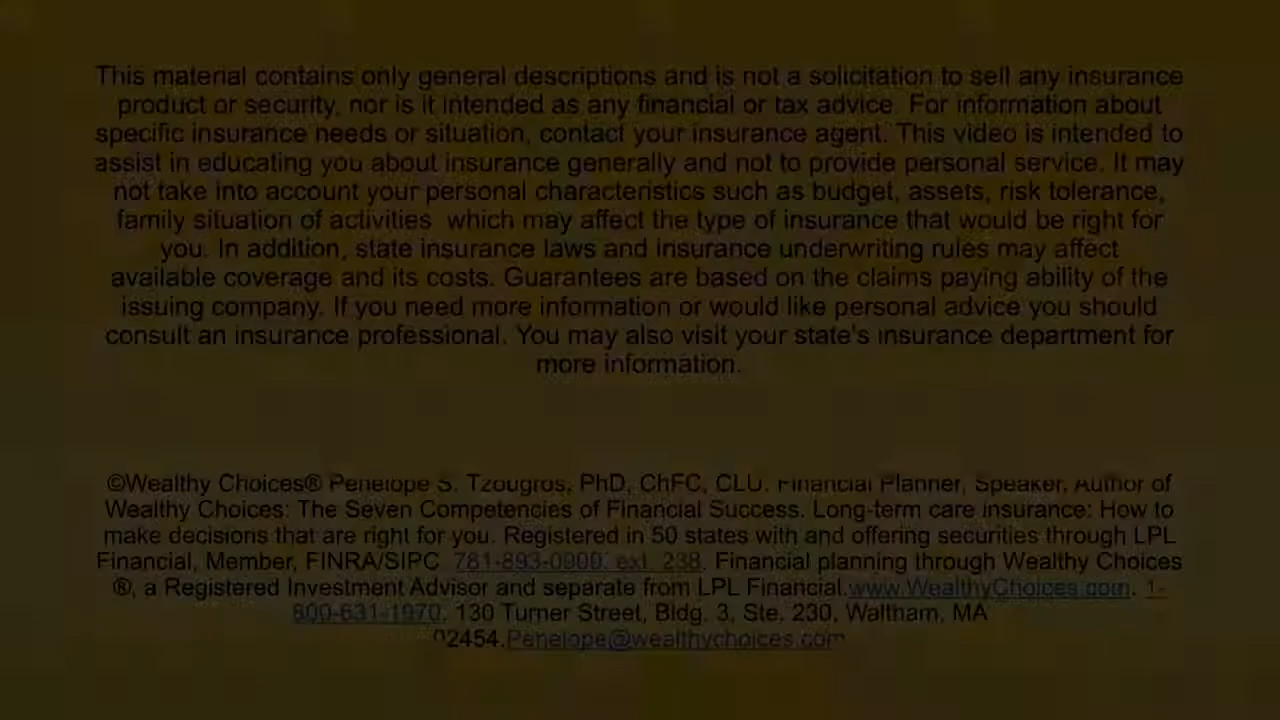 This material contains only general descriptions and is not a solicitation to sell any insurance
product or security, nor is it intended as any financial or tax advice. For information about
specific insurance needs or situation, contact your insurance agent. This video is intended to
assist in educating you about insurance generally and not to provide personal service. It may
not take into account your personal characteristics such as budget, assets, risk tolerance,
family situation of activities which may affect the type of insurance that would be right for
you. In addition, state insurance laws and insurance underwriting rules may affect
available coverage and its costs. Guarantees are based on the claims paying ability of the
issuing company. If you need more information or would like personal advice you should
consult an insurance professional. You may also visit your state's insurance department for
more information.
©Wealthy Choices® Penelope S. Tzougros, PhD, ChFC, CLU. Financial Planner, Speaker, Author of
Wealthy Choices: The Seven Competencies of Financial Success. Long-term care insurance: How to
make decisions that are right for you. Registered in 50 states with and offering securities through LPL
Financial, Member, FINRA/SIPC. 781-893-0909. ext. 238. Financial planning through Wealthy Choices
®, a Registered Investment Advisor and separate from LPL Financial.www.WealthyChoices.com. 1-
800-631-1970. 130 Turner Street, Bldg. 3, Ste. 230, Waltham, MA
02454.Penelope@wealthychoices.com